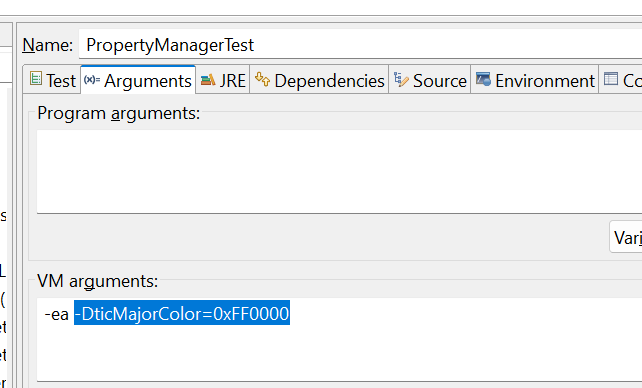 Name: PropertyManagerTest
Test (x)= Arguments JRE Dependencies Source Environment Co
Program arguments:
s
Vari
L
VM arguments:
(
-ea -DticMajorColor=0xFF0000
et
et
er